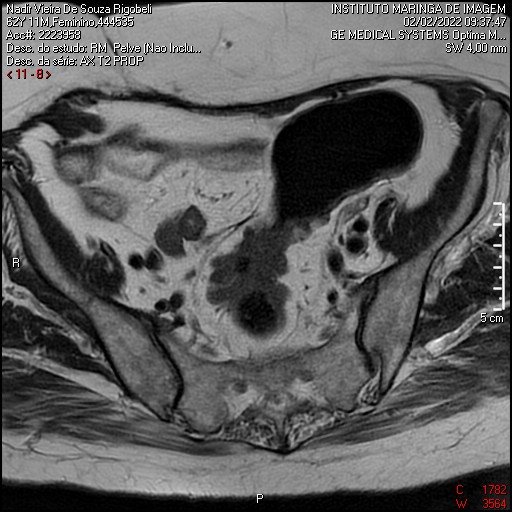 Nadir Vieira De Souza Rigobeli
62Y 11M,Feminino,444535
Acc#: 2223953
Desc. do estudo: RM Pelve (Nao Inclu...
Desc. da série: AX T2 PROP
<11 -8>
INSTITUTO MARINGA DE IMAGEM
02/02/2022 09:37:47
GE MEDICAL SYSTEMS Optima M...
SW 4,00 mm
R
5 cm
P
C 1782
W 3564